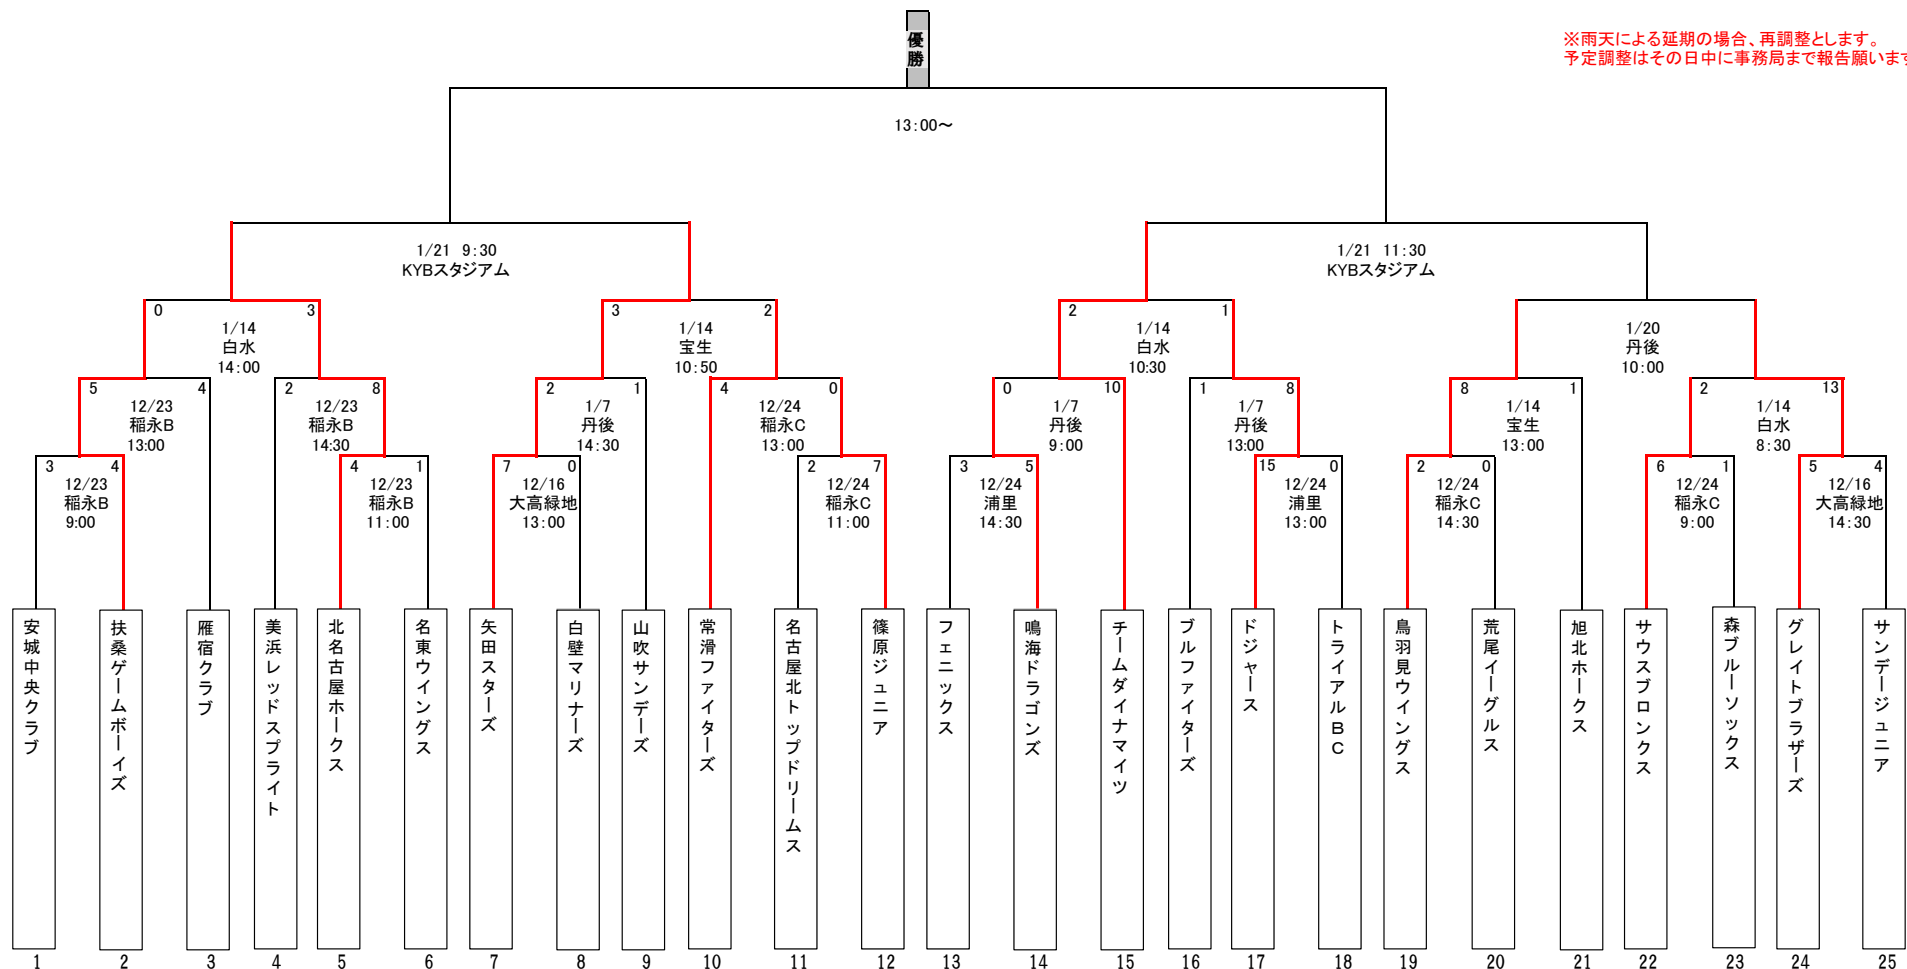 優勝
※雨天による延期の場合、再調整とします。
予定調整はその日中に事務局まで報告願います
13:00～
1/21 9:30
KYBスタジアム
1/21 11:30
KYBスタジアム
0 3
1/14
白水
14:00
3 2
1/14
宝生
10:50
2 1
1/14
白水
10:30
1/20
丹後
10:00
5 4
12/23
稲永B
13:00
2 8
12/23
稲永B
14:30
2 1
1/7
丹後
14:30
4 0
12/24
稲永C
13:00
0 10
1/7
丹後
9:00
1 8
1/7
丹後
13:00
8 1
1/14
宝生
13:00
2 13
1/14
白水
8:30
3 4
12/23
稲永B
9:00
4 1
12/23
稲永B
11:00
7 0
12/16
大高緑地
13:00
2 7
12/24
稲永C
11:00
3 5
12/24
浦里
14:30
15 0
12/24
浦里
13:00
2 0
12/24
稲永C
14:30
6 1
12/24
稲永C
9:00
5 4
12/16
大高緑地
14:30
安城中央クラブ
扶桑ゲームボーイズ
雁宿クラブ
美浜レッドスプライト
北名古屋ホークス
名東ウイングス
矢田スターズ
白壁マリナーズ
山吹サンデーズ
常滑ファイターズ
名古屋北トップドリームス
篠原ジュニア
フェニックス
鳴海ドラゴンズ
チームダイナマイツ
ブルファイターズ
ドジャース
トライアルBC
鳥羽見ウイングス
荒尾イーグルス
旭北ホークス
サウスブロンクス
森ブルーソックス
グレイトブラザーズ
サンデージュニア
1 2 3 4 5 6 7 8 9 10 11 12 13 14 15 16 17 18 19 20 21 22 23 24 25